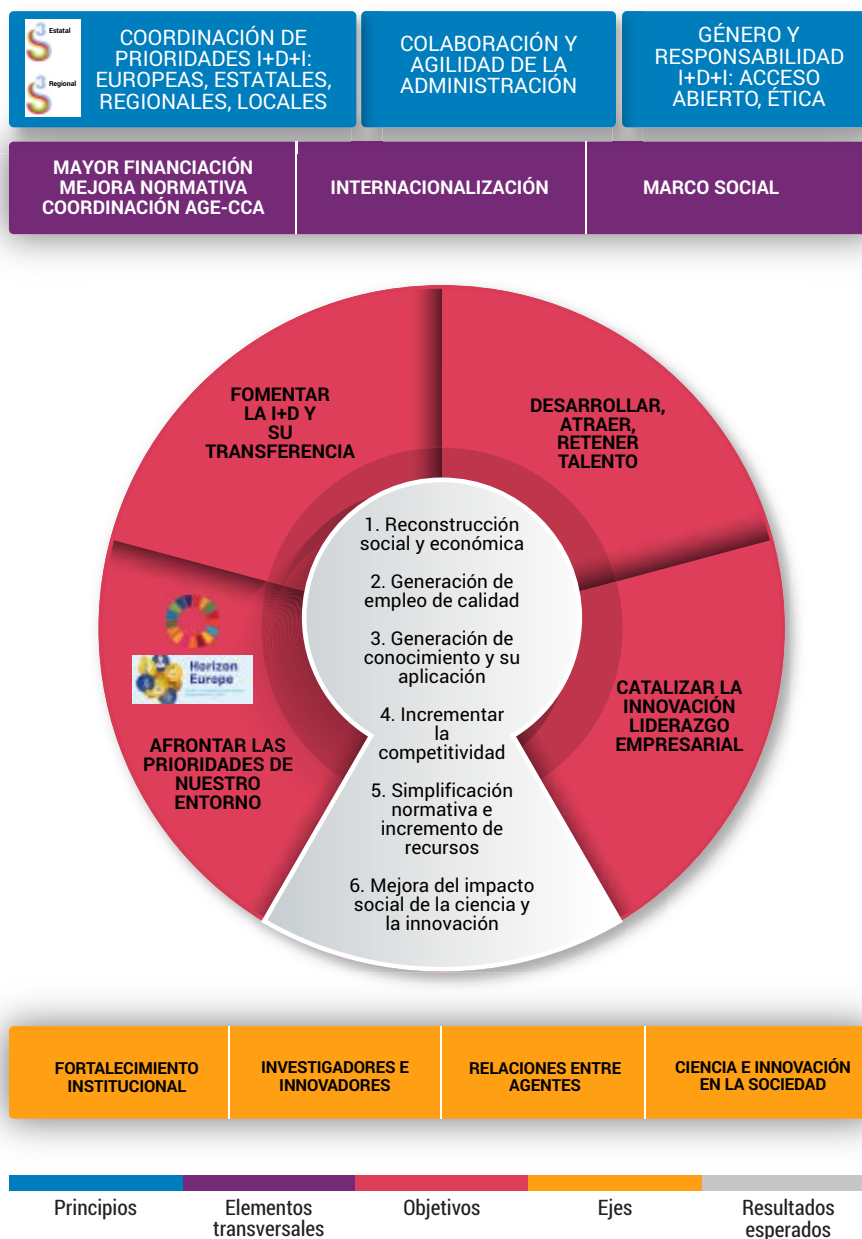 Estatal
Regional
COORDINACIÓN DE
PRIORIDADES I+D+I:
EUROPEAS, ESTATALES,
REGIONALES, LOCALES
COLABORACIÓN Y
AGILIDAD DE LA
ADMINISTRACIÓN
GÉNERO Y
RESPONSABILIDAD
I+D+I: ACCESO
ABIERTO, ÉTICA
MAYOR FINANCIACIÓN
MEJORA NORMATIVA
COORDINACIÓN AGE-CCA
INTERNACIONALIZACIÓN
MARCO SOCIAL
FOMENTAR
LA I+D Y
SU
TRANSFERENCIA
DESARROLLAR,
ATRAER,
RETENER
TALENTO
1. Reconstrucción
social y económica
2. Generación de
empleo de calidad
3. Generación de
conocimiento y su
aplicación
4. Incrementar
la
competitividad
5. Simplificación
normativa e
incremento de
recursos
6. Mejora del impacto
social de la ciencia y
la innovación
Horizon
Europe
AFRONTAR LAS
PRIORIDADES DE
NUESTRO
ENTORNO
CATALIZAR LA
INNOVACIÓN
LIDERAZGO
EMPRESARIAL
FORTALECIMIENTO
INSTITUCIONAL
INVESTIGADORES E
INNOVADORES
RELACIONES ENTRE
AGENTES
CIENCIA E INNOVACIÓN
EN LA SOCIEDAD
Principios
Elementos
transversales
Objetivos
Ejes
Resultados
esperados